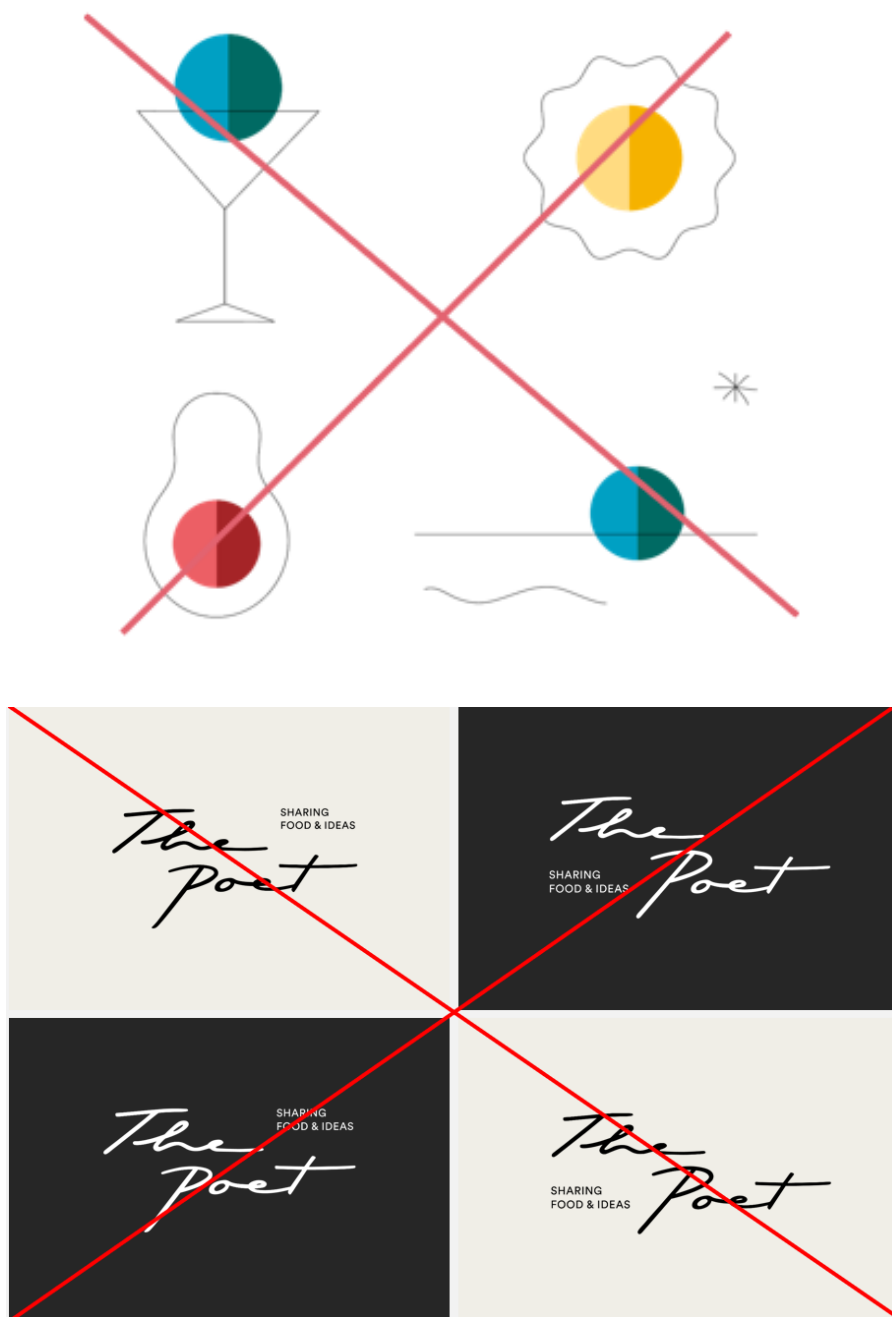 The
SHARING
FOOD & IDEAS
Poet
The
SHARING
FOOD & IDEAS
Poet
The
SHARING
FOOD & IDEAS
Poet
The
SHARING
FOOD & IDEAS
Poet